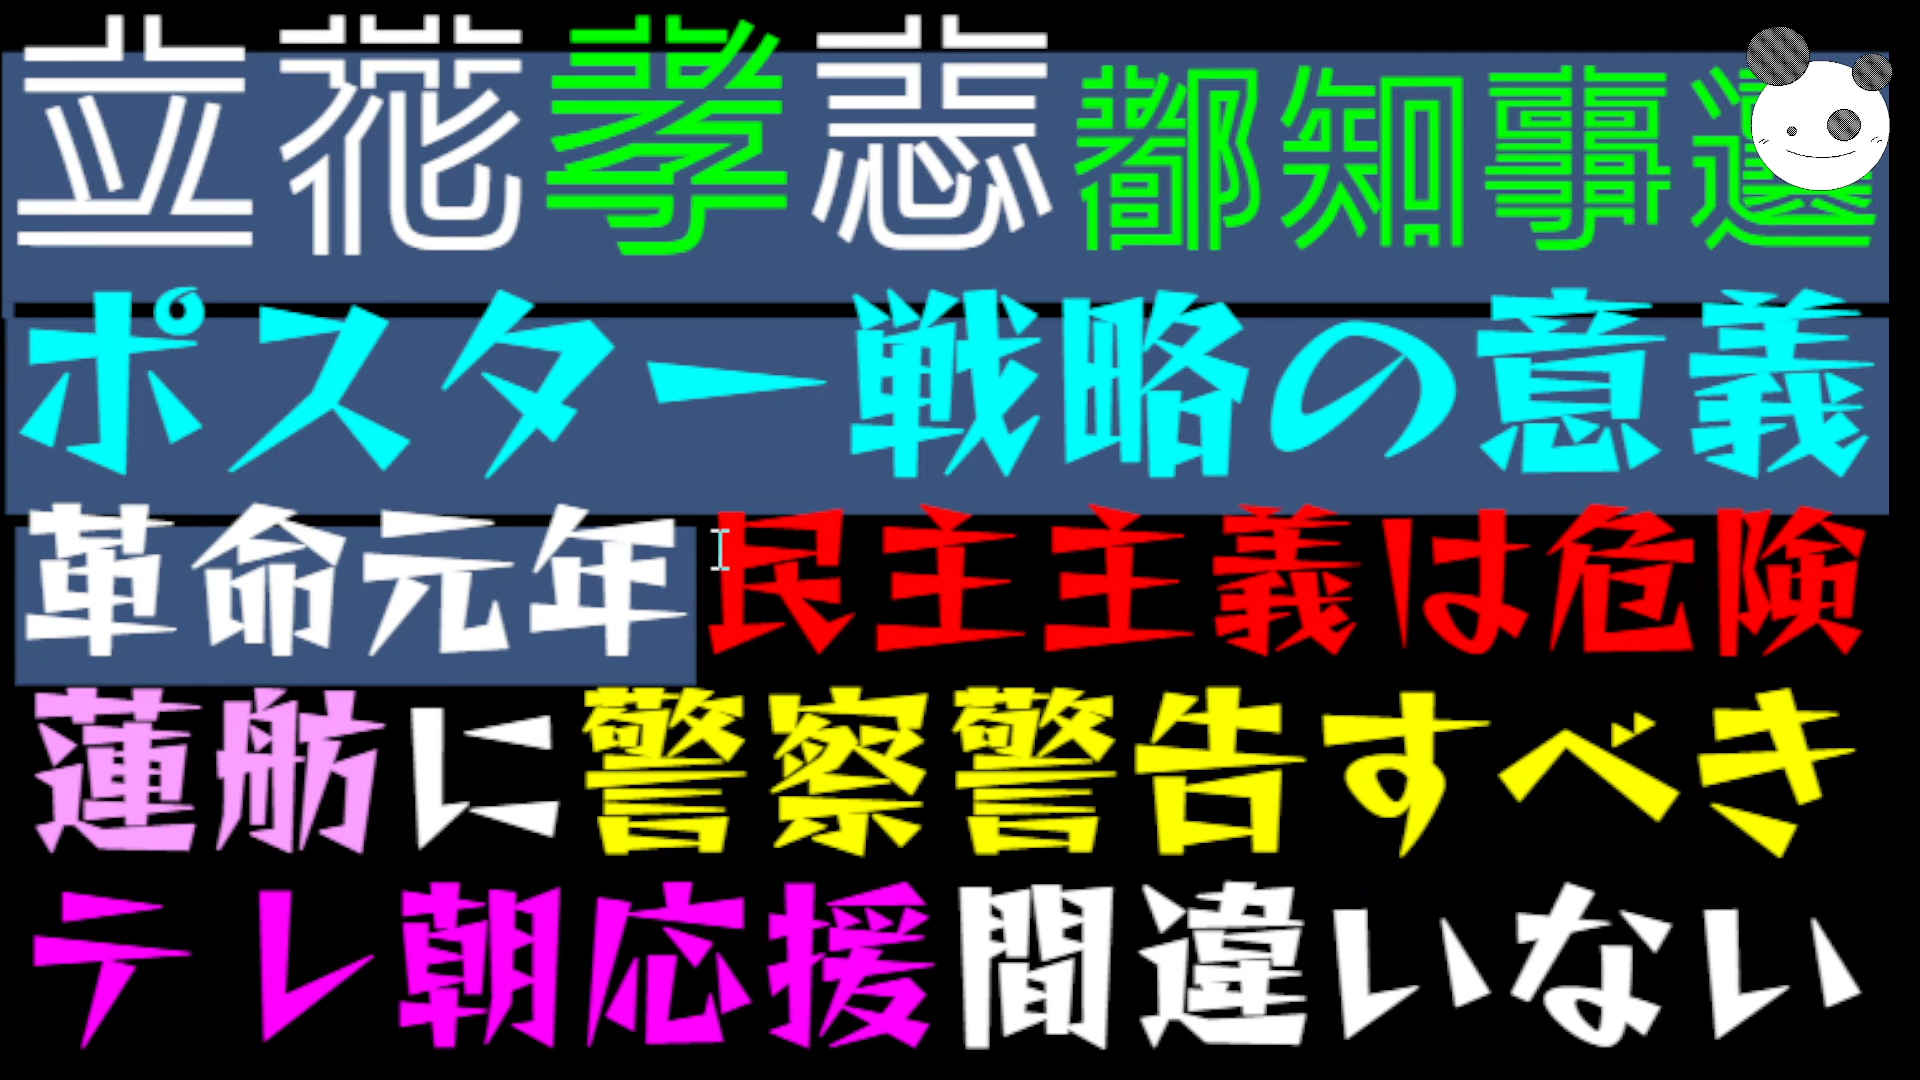 立花孝志都知事選
ポスター戦略の意義
革命元年民主主義は危険
蓮舫に警察警告すべき
テレ朝応援間違いない